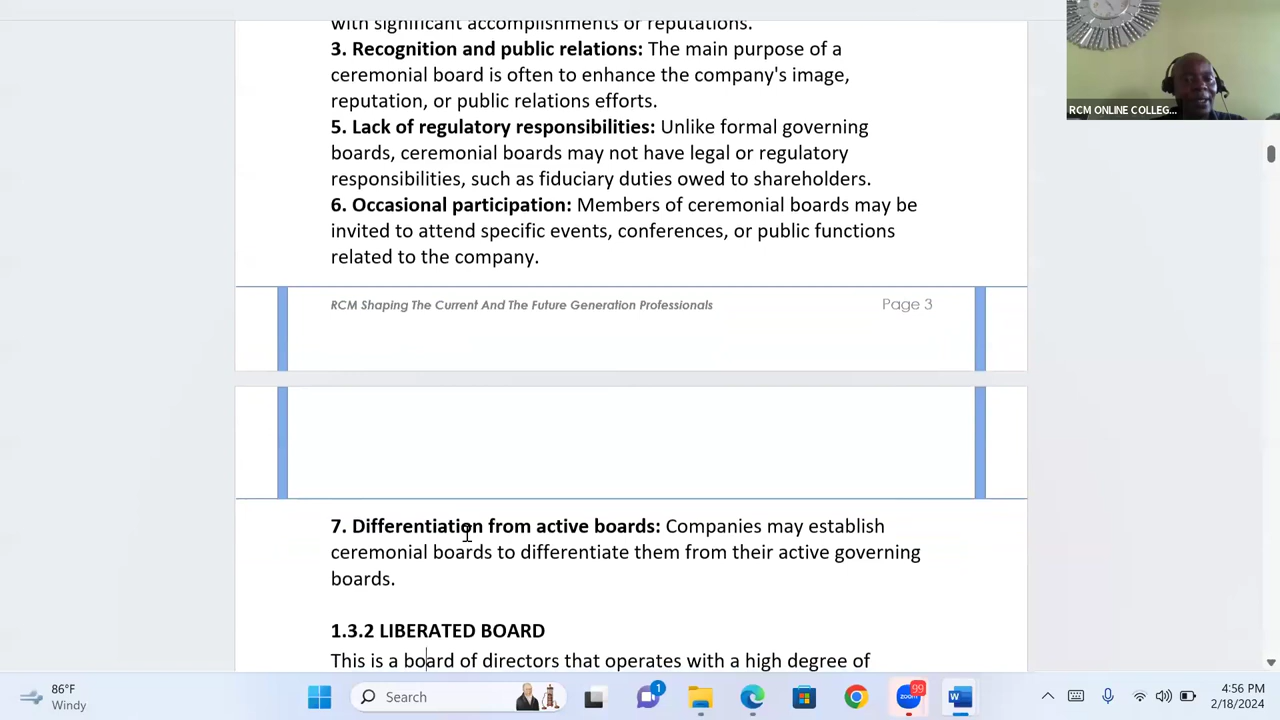 with significant accomplishments or reputations.
3. Recognition and public relations: The main purpose of a
ceremonial board is often to enhance the company's image,
reputation, or public relations efforts.
5. Lack of regulatory responsibilities: Unlike formal governing
boards, ceremonial boards may not have legal or regulatory
responsibilities, such as fiduciary duties owed to shareholders.
6. Occasional participation: Members of ceremonial boards may be
invited to attend specific events, conferences, or public functions
related to the company.
RCM Shaping The Current And The Future Generation Professionals Page 3
7. Differentiation from active boards: Companies may establish
ceremonial boards to differentiate them from their active governing
boards.
1.3.2 LIBERATED BOARD
This is a board of directors that operates with a high degree of
RCM ONLINE COLLEG...
86°F
Windy
Search
1
99
zoom
4:56 PM
2/18/2024